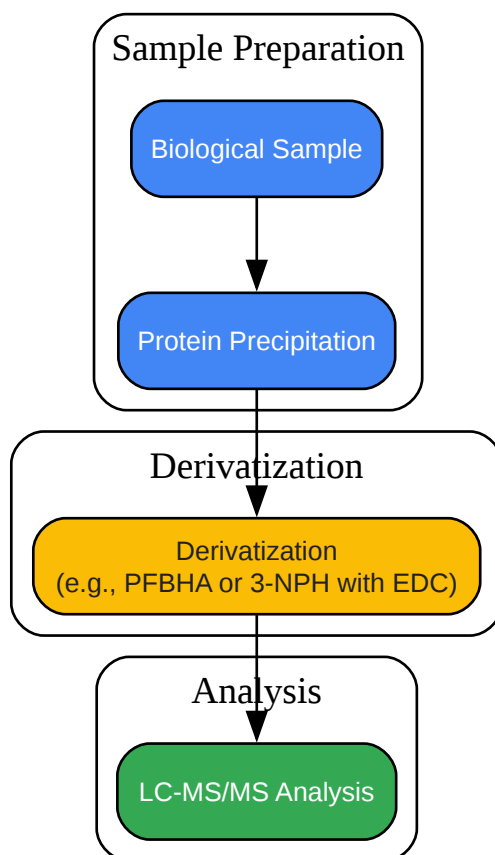 Sample Preparation
Biological Sample
Protein Precipitation
Derivatization
Derivatization
(e.g., PFBHA or 3-NPH with EDC)
Analysis
LC-MS/MS Analysis